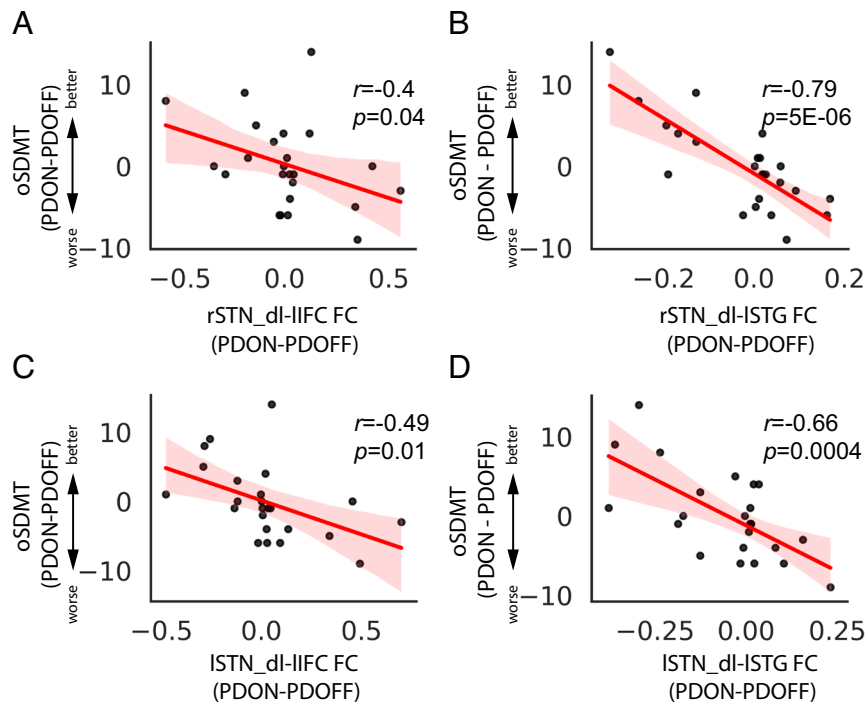 A
oSDMT
(PDON-PDOFF)
worse
better
10
0
−10
r=-0.4
p=0.04
−0.5
0.0
0.5
rSTN_dl-lIFC FC
(PDON-PDOFF)
B
oSDMT
(PDON - PDOFF)
worse
better
10
0
−10
r=-0.79
p=5E-06
−0.2
0.0
0.2
rSTN_dl-lSTG FC
(PDON-PDOFF)
C
oSDMT
(PDON-PDOFF)
worse
better
10
0
−10
r=-0.49
p=0.01
−0.5
0.0
0.5
lSTN_dl-lIFC FC
(PDON-PDOFF)
D
oSDMT
(PDON - PDOFF)
worse
better
10
0
−10
r=-0.66
p=0.0004
−0.25
0.00
0.25
lSTN_dl-lSTG FC
(PDON-PDOFF)